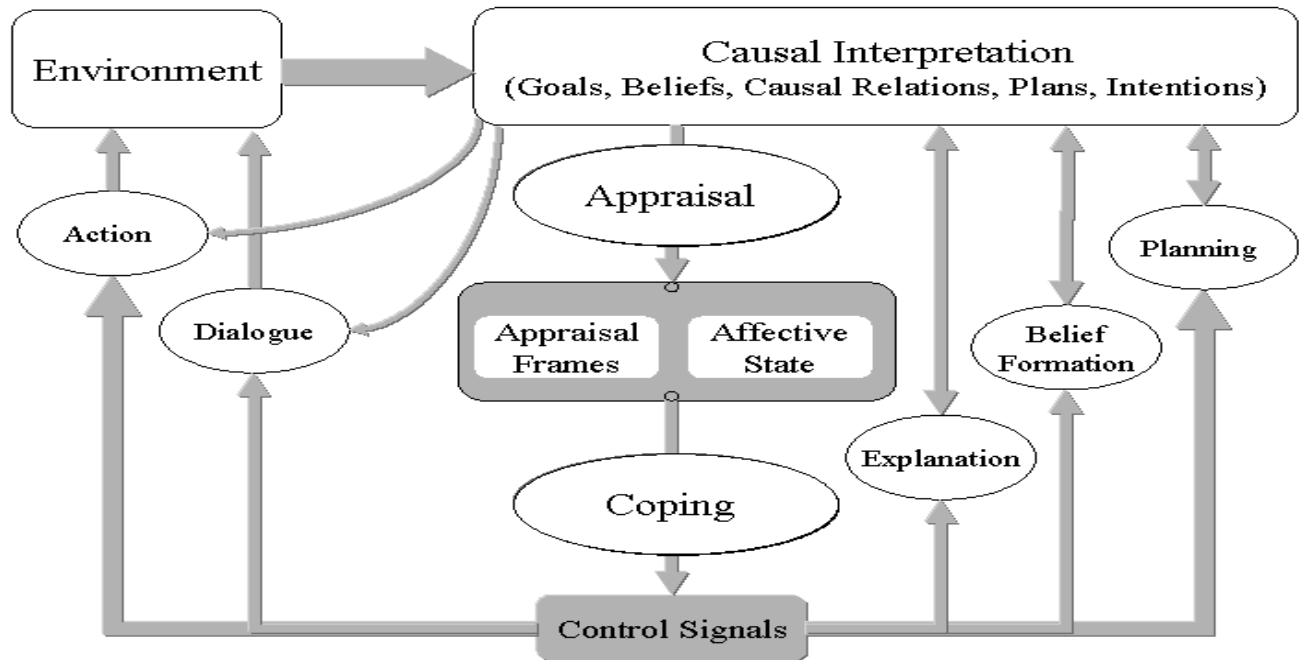 Environment
Causal Interpretation
(Goals, Beliefs, Causal Relations, Plans, Intentions)
Appraisal
Action
Planning
Dialogue
Appraisal
Frames
Affective
State
Belief
Formation
Explanation
Coping
Control Signals